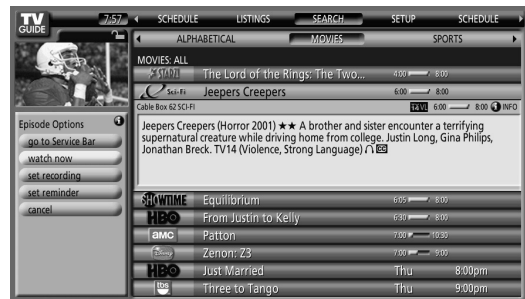 TV GUIDE 7:57 SCHEDULE LISTINGS SEARCH SETUP SCHEDULE
ALPHABETICAL MOVIES SPORTS
MOVIES: ALL
STARZ! The Lord of the Rings: The Two... 4:00 8:00
Sci-Fi Jeepers Creepers 6:00 8:00
Cable Box 62 SCI-FI 14 VL 6:00 8:00 INFO
Jeepers Creepers (Horror 2001) ★★ A brother and sister encounter a terrifying
supernatural creature while driving home from college. Justin Long, Gina Philips,
Jonathan Breck. TV14 (Violence, Strong Language) CC
Episode Options
go to Service Bar
watch now
set recording
set reminder
cancel
SHOWTIME Equilibrium 6:05 8:00
HBO From Justin to Kelly 6:30 8:00
AMC Patton 7:00 10:30
Disney Zenon: Z3 7:00 9:00
HBO Just Married Thu 8:00pm
tbs Three to Tango Thu 9:00pm